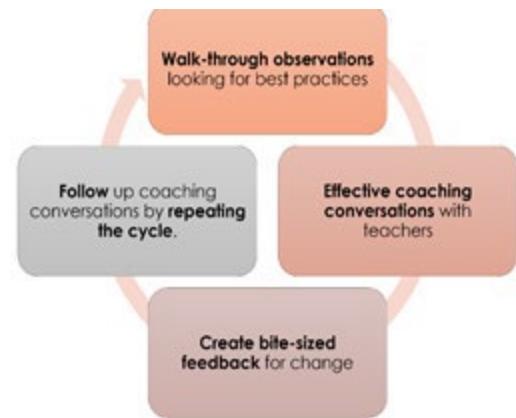 Walk-through observations
looking for best practices
Effective coaching
conversations with
teachers
Create bite-sized
feedback for change
Follow up coaching
conversations by repeating
the cycle.